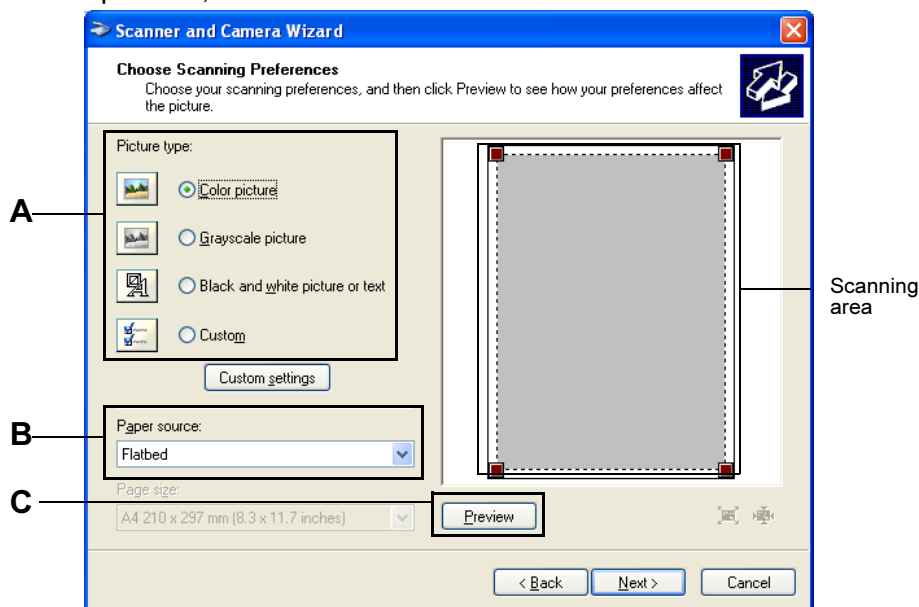 Scanner and Camera Wizard
Choose Scanning Preferences
Choose your scanning preferences, and then click Preview to see how your preferences affect
the picture.
Picture type:
Color picture
A
Grayscale picture
Black and white picture or text
Scanning
area
Custom
Custom settings
B
Paper source:
Flatbed
C
Page size:
A4 210 x 297 mm (8.3 x 11.7 inches)
Preview
< Back
Next >
Cancel